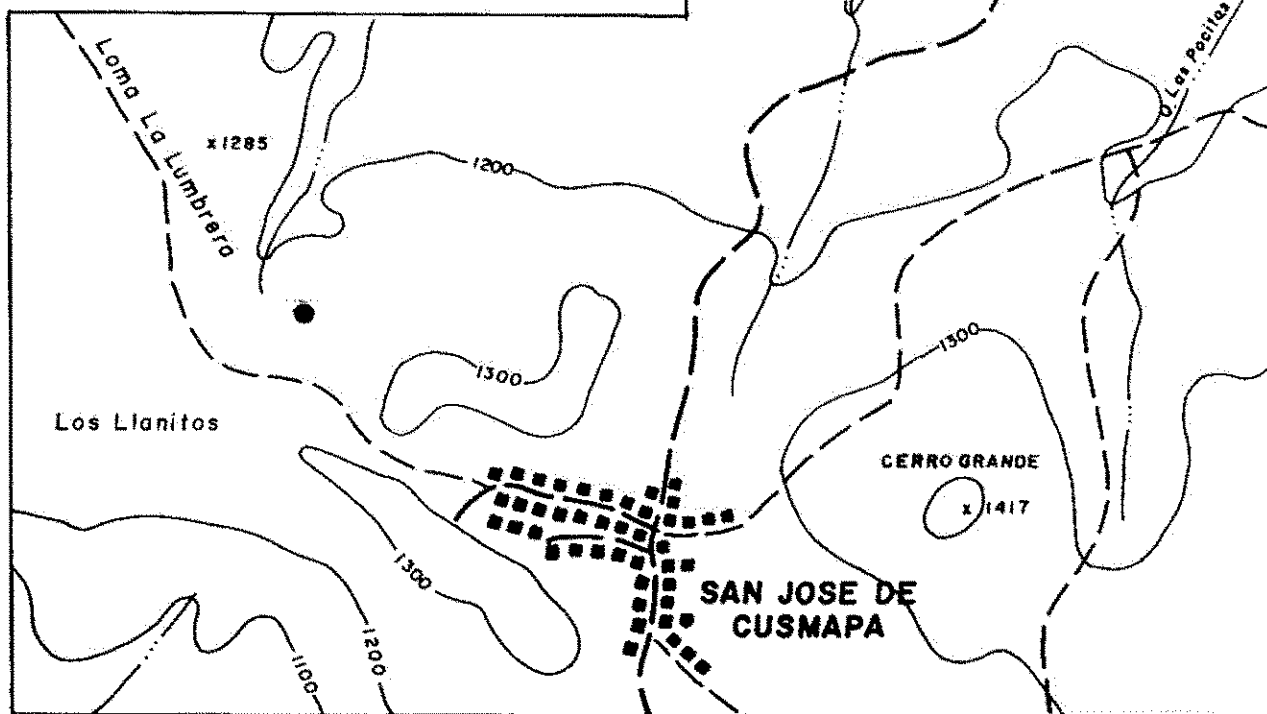 Q Las Pocitas
Loma La Lumbrera
x1285
1200
1300
1300
Los Llanitos
CERRO GRANDE
x 1417
1300
SAN JOSE DE
CUSMAPA
1200
1100